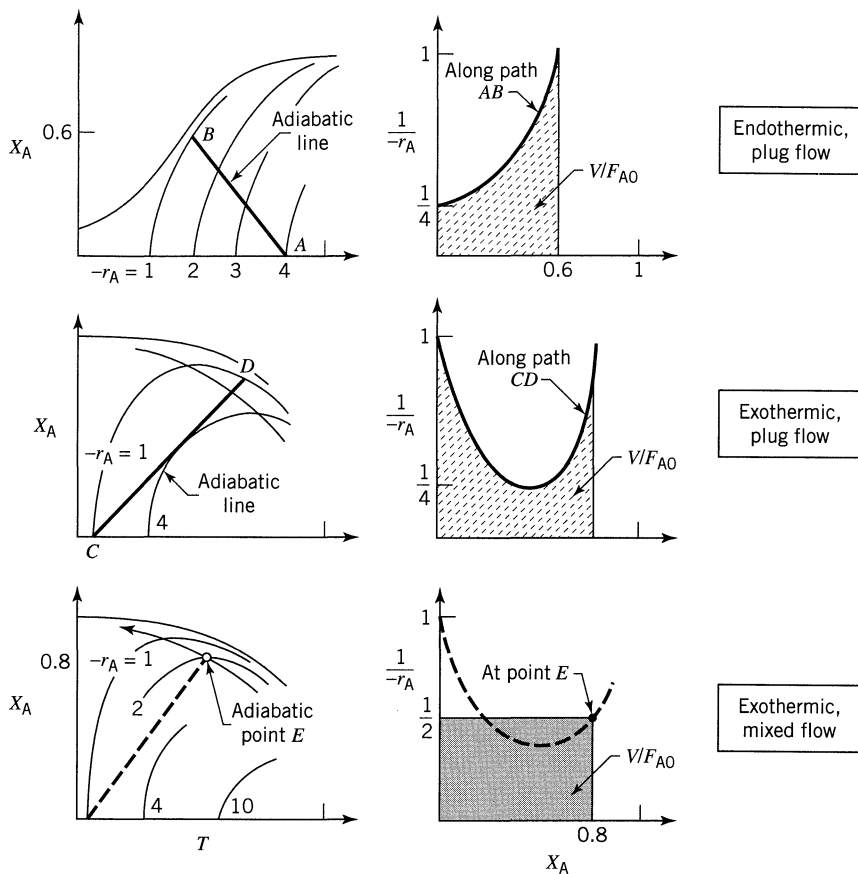 0.6
X_A
B
Adiabatic
line
A
-r_A = 1
2
3
4
1
1/-r_A
1/4
Along path
AB
V/F_A0
0.6
1
Endothermic,
plug flow
X_A
D
-r_A = 1
Adiabatic
line
4
C
1
1/-r_A
1/4
Along path
CD
V/F_A0
Exothermic,
plug flow
0.8
X_A
-r_A = 1
2
Adiabatic
point E
4
10
T
1
1/-r_A
1/2
At point E
V/F_A0
0.8
X_A
Exothermic,
mixed flow